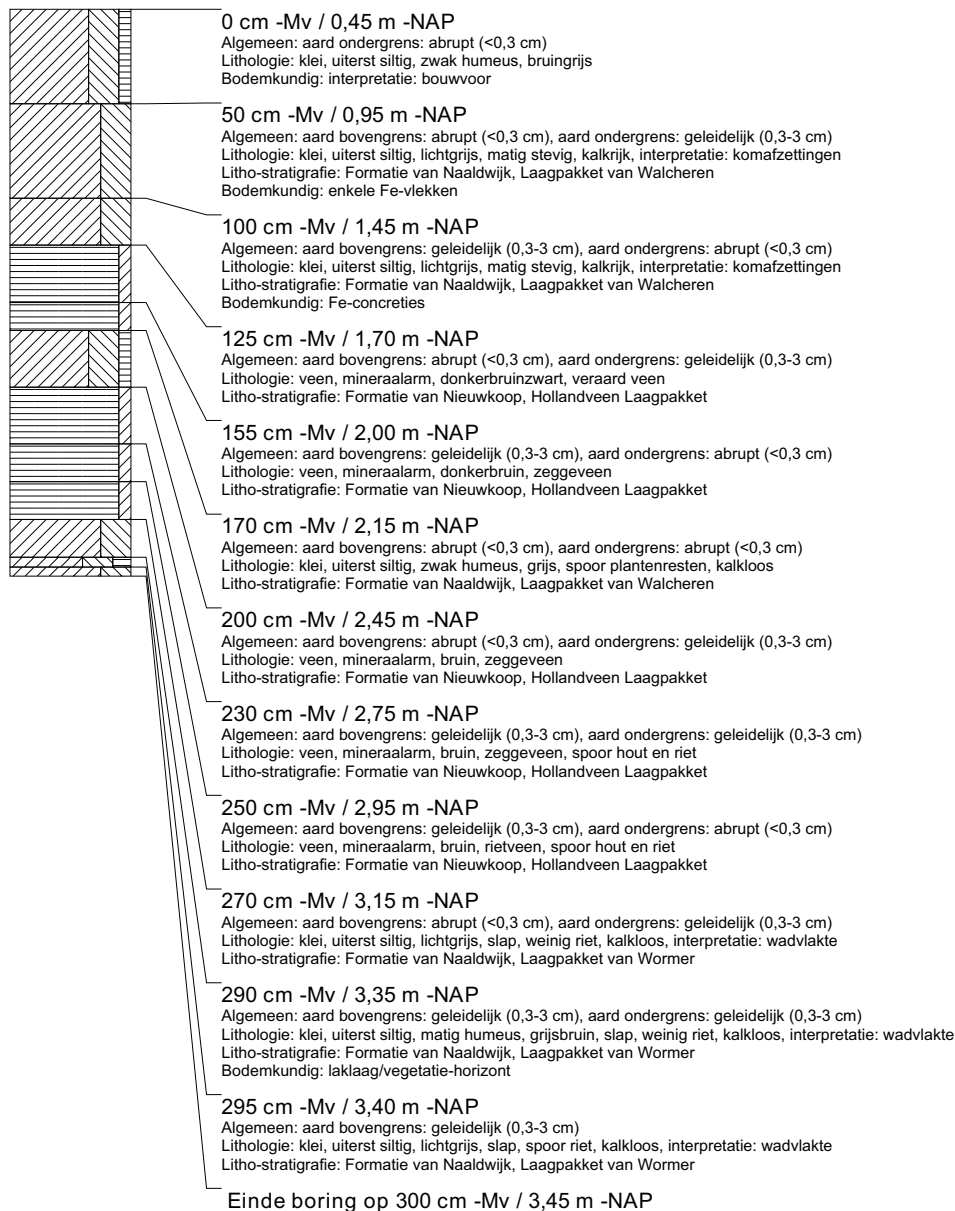 0 cm -Mv / 0,45 m -NAP
Algemeen: aard ondergrens: abrupt (<0,3 cm)
Lithologie: klei, uiterst siltig, zwak humeus, bruingrijs
Bodemkundig: interpretatie: bouwvoor
50 cm -Mv / 0,95 m -NAP
Algemeen: aard bovengrens: abrupt (<0,3 cm), aard ondergrens: geleidelijk (0,3-3 cm)
Lithologie: klei, uiterst siltig, lichtgrijs, matig stevig, kalkrijk, interpretatie: komafzettingen
Litho-stratigrafie: Formatie van Naaldwijk, Laagpakket van Walcheren
Bodemkundig: enkele Fe-vlekken
100 cm -Mv / 1,45 m -NAP
Algemeen: aard bovengrens: geleidelijk (0,3-3 cm), aard ondergrens: abrupt (<0,3 cm)
Lithologie: klei, uiterst siltig, lichtgrijs, matig stevig, kalkrijk, interpretatie: komafzettingen
Litho-stratigrafie: Formatie van Naaldwijk, Laagpakket van Walcheren
Bodemkundig: Fe-concreties
125 cm -Mv / 1,70 m -NAP
Algemeen: aard bovengrens: abrupt (<0,3 cm), aard ondergrens: geleidelijk (0,3-3 cm)
Lithologie: veen, mineraalarm, donkerbruinzwart, veraard veen
Litho-stratigrafie: Formatie van Nieuwkoop, Hollandveen Laagpakket
155 cm -Mv / 2,00 m -NAP
Algemeen: aard bovengrens: geleidelijk (0,3-3 cm), aard ondergrens: abrupt (<0,3 cm)
Lithologie: veen, mineraalarm, donkerbruin, zeggeveen
Litho-stratigrafie: Formatie van Nieuwkoop, Hollandveen Laagpakket
170 cm -Mv / 2,15 m -NAP
Algemeen: aard bovengrens: abrupt (<0,3 cm), aard ondergrens: abrupt (<0,3 cm)
Lithologie: klei, uiterst siltig, zwak humeus, grijs, spoor plantenresten, kalkloos
Litho-stratigrafie: Formatie van Naaldwijk, Laagpakket van Walcheren
200 cm -Mv / 2,45 m -NAP
Algemeen: aard bovengrens: abrupt (<0,3 cm), aard ondergrens: geleidelijk (0,3-3 cm)
Lithologie: veen, mineraalarm, bruin, zeggeveen
Litho-stratigrafie: Formatie van Nieuwkoop, Hollandveen Laagpakket
230 cm -Mv / 2,75 m -NAP
Algemeen: aard bovengrens: geleidelijk (0,3-3 cm), aard ondergrens: geleidelijk (0,3-3 cm)
Lithologie: veen, mineraalarm, bruin, zeggeveen, spoor hout en riet
Litho-stratigrafie: Formatie van Nieuwkoop, Hollandveen Laagpakket
250 cm -Mv / 2,95 m -NAP
Algemeen: aard bovengrens: geleidelijk (0,3-3 cm), aard ondergrens: abrupt (<0,3 cm)
Lithologie: veen, mineraalarm, bruin, rietveen, spoor hout en riet
Litho-stratigrafie: Formatie van Nieuwkoop, Hollandveen Laagpakket
270 cm -Mv / 3,15 m -NAP
Algemeen: aard bovengrens: abrupt (<0,3 cm), aard ondergrens: geleidelijk (0,3-3 cm)
Lithologie: klei, uiterst siltig, lichtgrijs, slap, weinig riet, kalkloos, interpretatie: wadvlakte
Litho-stratigrafie: Formatie van Naaldwijk, Laagpakket van Wormer
290 cm -Mv / 3,35 m -NAP
Algemeen: aard bovengrens: geleidelijk (0,3-3 cm), aard ondergrens: geleidelijk (0,3-3 cm)
Lithologie: klei, uiterst siltig, matig humeus, grijsbruin, slap, weinig riet, kalkloos, interpretatie: wadvlakte
Litho-stratigrafie: Formatie van Naaldwijk, Laagpakket van Wormer
Bodemkundig: laklaag/vegetatie-horizont
295 cm -Mv / 3,40 m -NAP
Algemeen: aard bovengrens: geleidelijk (0,3-3 cm)
Lithologie: klei, uiterst siltig, lichtgrijs, slap, spoor riet, kalkloos, interpretatie: wadvlakte
Litho-stratigrafie: Formatie van Naaldwijk, Laagpakket van Wormer
Einde boring op 300 cm -Mv / 3,45 m -NAP